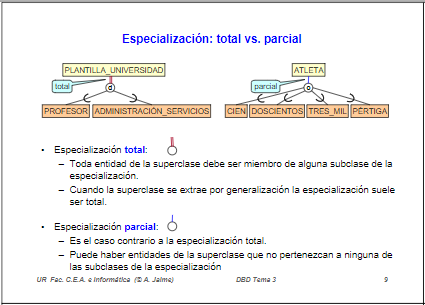 Especialización: total vs. parcial
PLANTILLA_UNIVERSIDAD
ATLETA
total
d
parcial
o
PROFESOR
ADMINISTRACIÓN_SERVICIOS
CIEN
DOSCIENTOS
TRES_MIL
PÉRTIGA
• Especialización total:
– Toda entidad de la superclase debe ser miembro de alguna subclase de la
especialización.
– Cuando la superclase se extrae por generalización la especialización suele
ser total.
• Especialización parcial:
– Es el caso contrario a la especialización total.
– Puede haber entidades de la superclase que no pertenezcan a ninguna de
las subclases de la especialización
UR Fac. C.E.A. e Informática (© A. Jaime)
DBD Tema 3
9